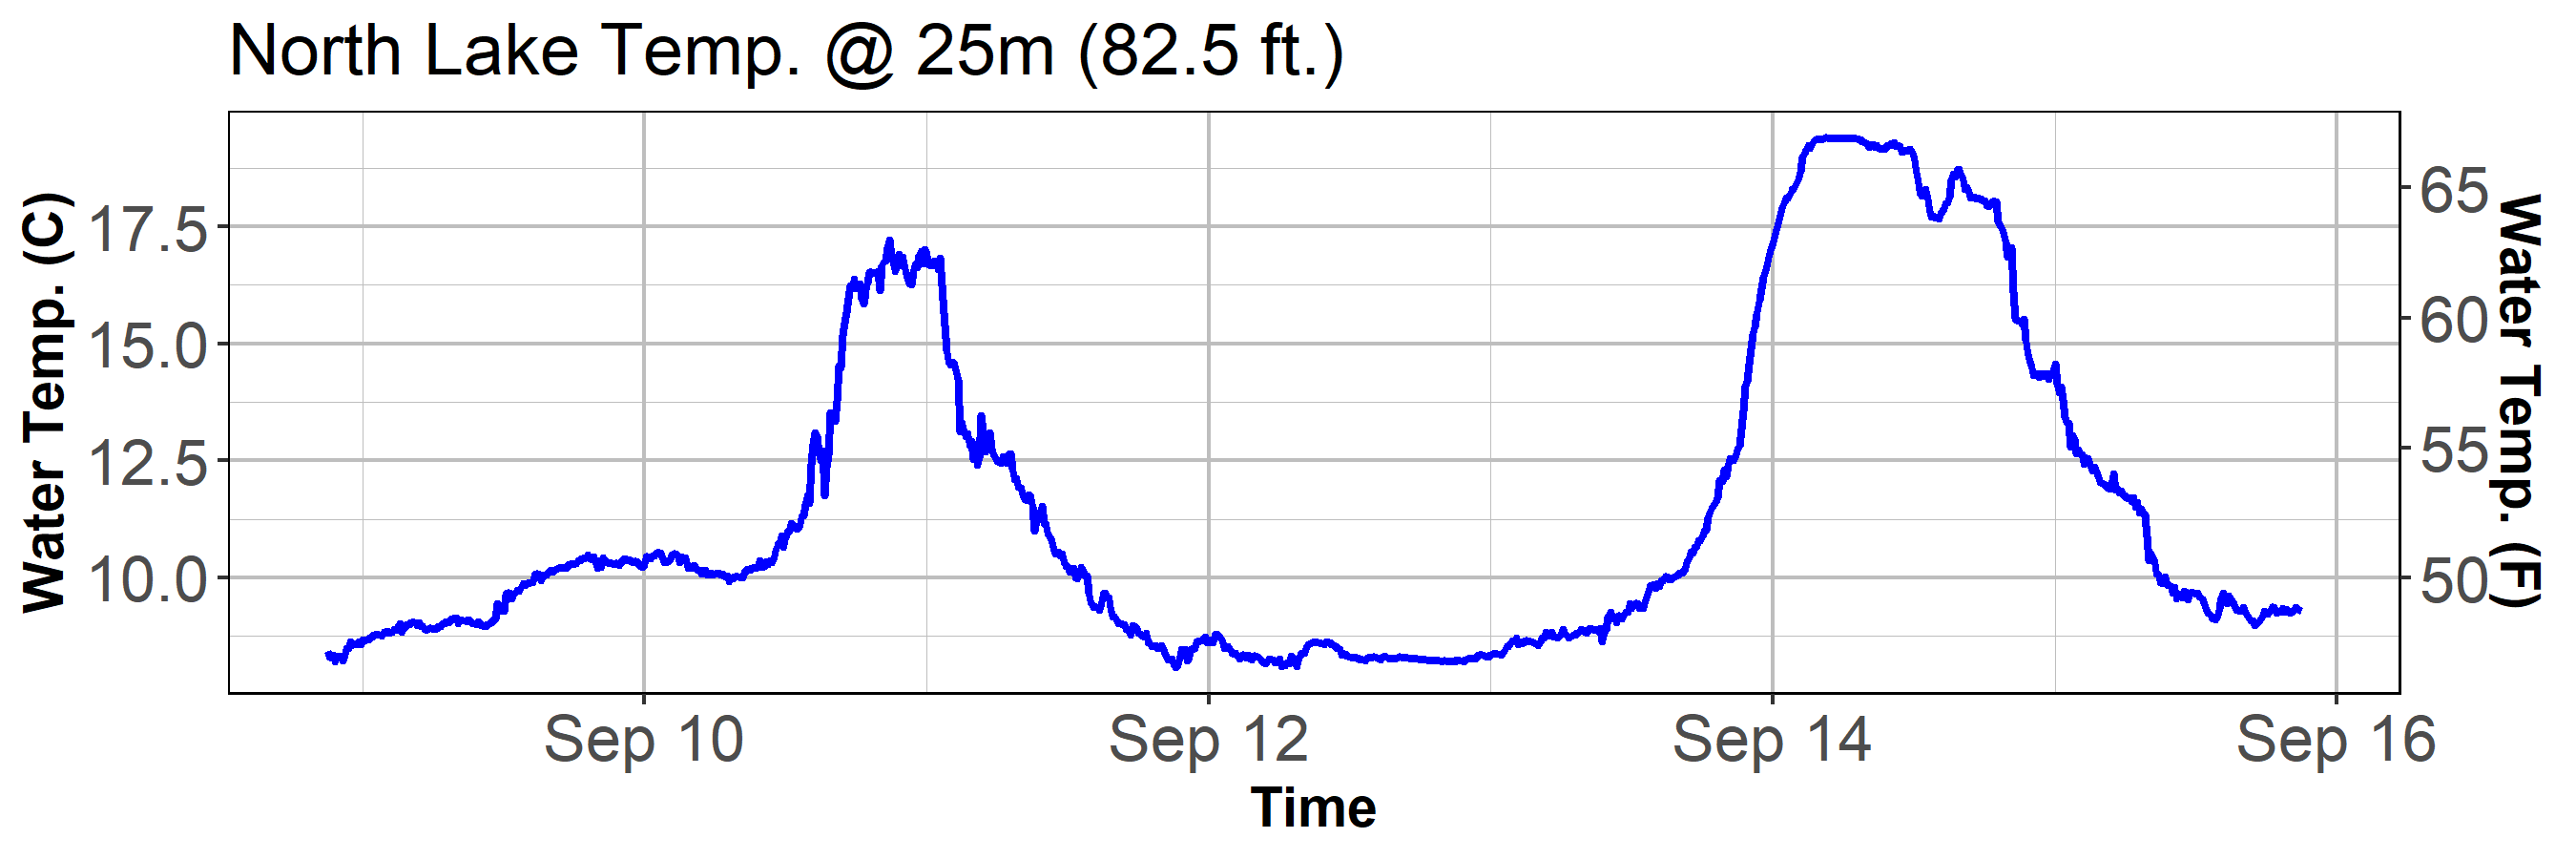 North Lake Temp. @ 25m (82.5 ft.)
Water Temp. (C)
17.5
15.0
12.5
10.0
65
60
55
50
Water Temp. (F)
Sep 10
Sep 12
Sep 14
Sep 16
Time